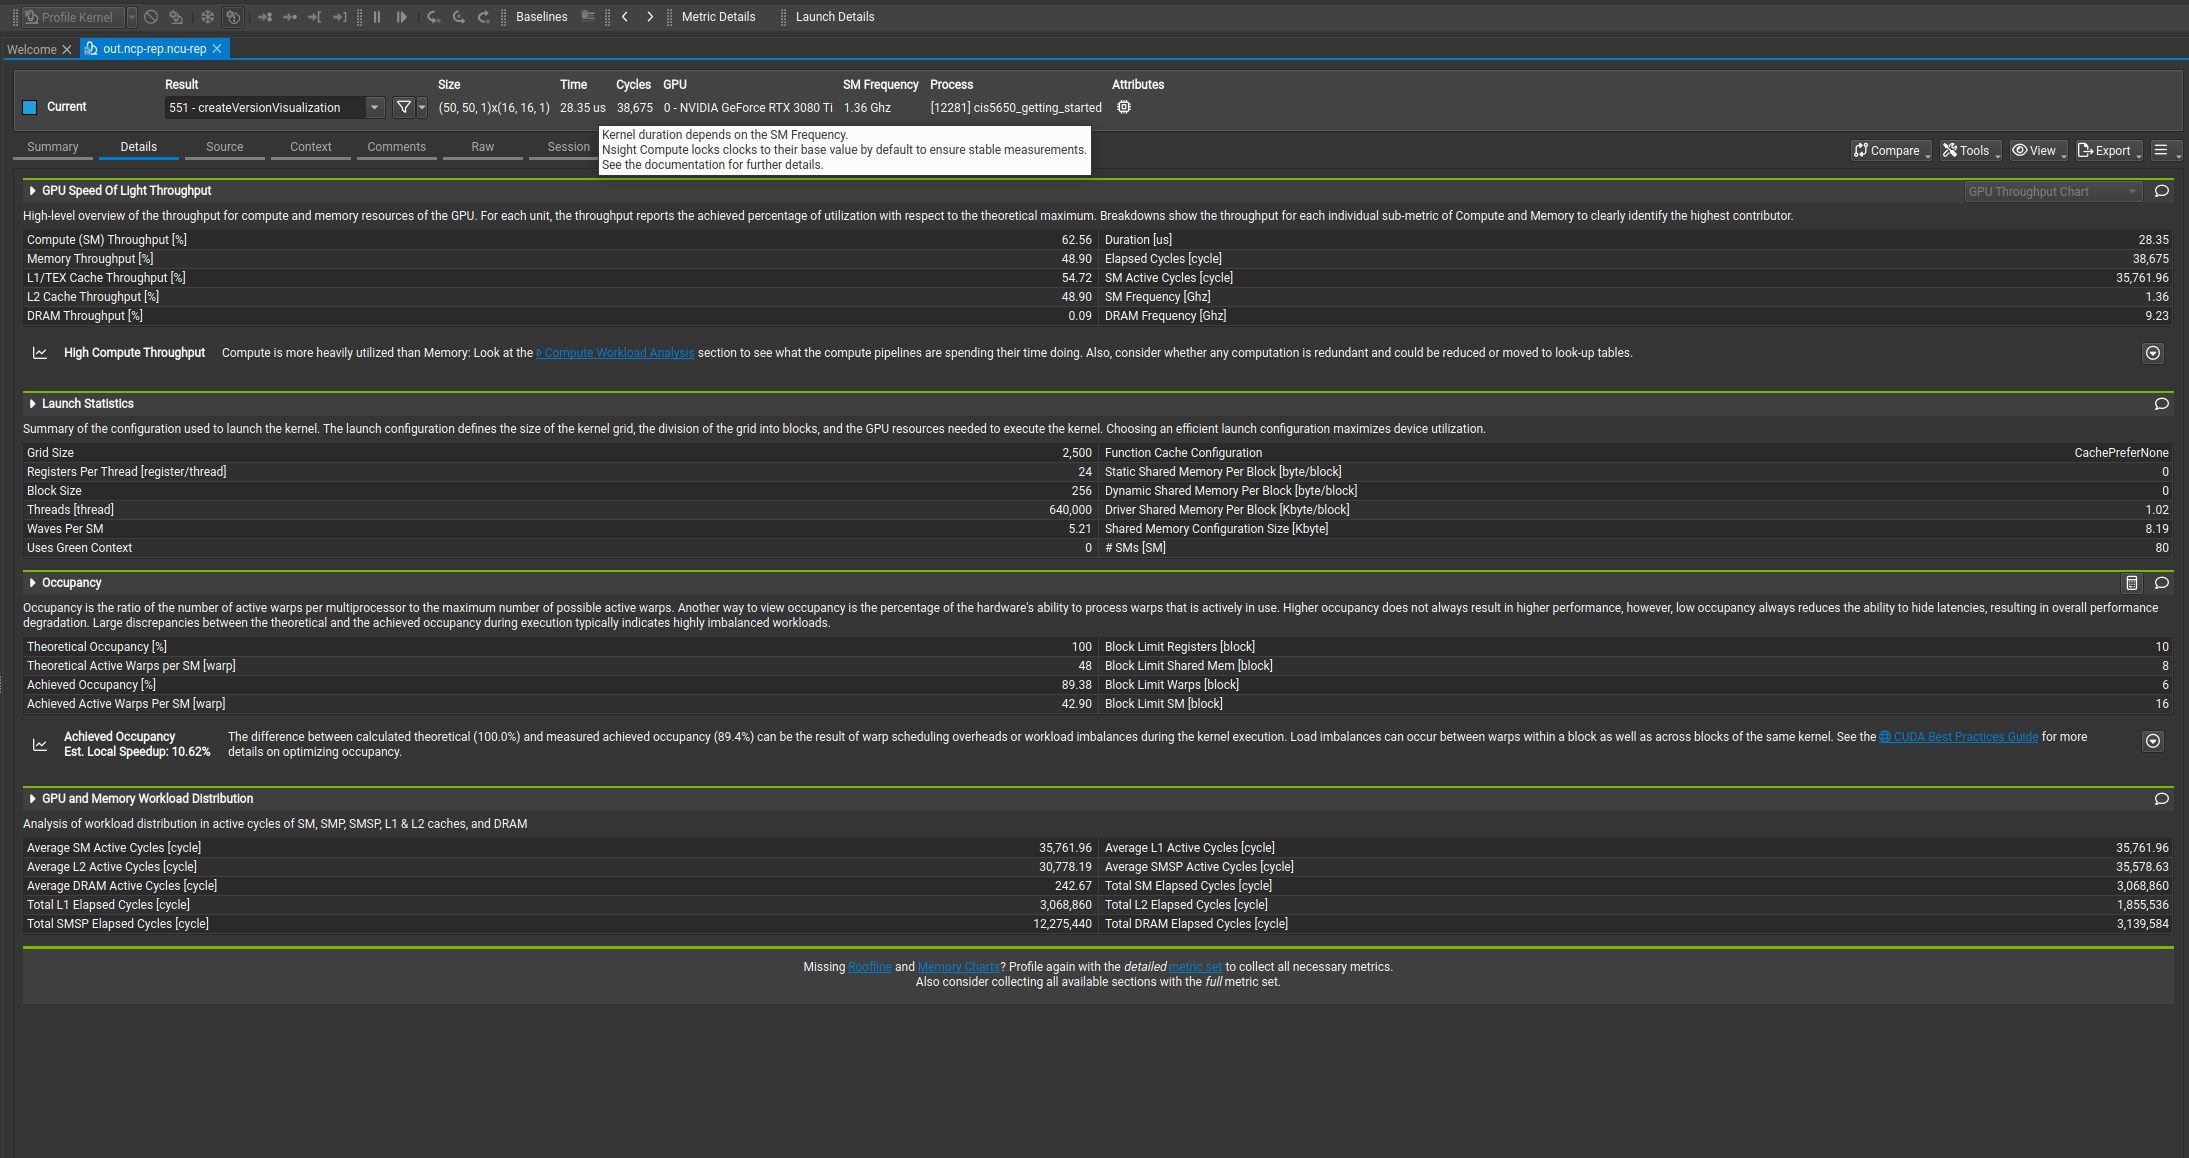 Profile Kernel Baselines Metric Details Launch Details
Welcome out.ncp-rep.ncu-rep
Result Size Time Cycles GPU SM Frequency Process Attributes
Current 551 - createVersionVisualization (50, 50, 1)x(16, 16, 1) 28.35 us 38,675 0 - NVIDIA GeForce RTX 3080 Ti 1.36 Ghz [12281] cis5650_getting_started
Kernel duration depends on the SM Frequency.
Nsight Compute locks clocks to their base value by default to ensure stable measurements.
See the documentation for further details.
Summary Details Source Context Comments Raw Session Compare Tools View Export
GPU Speed Of Light Throughput GPU Throughput Chart
High-level overview of the throughput for compute and memory resources of the GPU. For each unit, the throughput reports the achieved percentage of utilization with respect to the theoretical maximum. Breakdowns show the throughput for each individual sub-metric of Compute and Memory to clearly identify the highest contributor.
Compute (SM) Throughput [%] 62.56 Duration [us] 28.35
Memory Throughput [%] 48.90 Elapsed Cycles [cycle] 38,675
L1/TEX Cache Throughput [%] 54.72 SM Active Cycles [cycle] 35,761.96
L2 Cache Throughput [%] 48.90 SM Frequency [Ghz] 1.36
DRAM Throughput [%] 0.09 DRAM Frequency [Ghz] 9.23
High Compute Throughput Compute is more heavily utilized than Memory: Look at the Compute Workload Analysis section to see what the compute pipelines are spending their time doing. Also, consider whether any computation is redundant and could be reduced or moved to look-up tables.
Launch Statistics
Summary of the configuration used to launch the kernel. The launch configuration defines the size of the kernel grid, the division of the grid into blocks, and the GPU resources needed to execute the kernel. Choosing an efficient launch configuration maximizes device utilization.
Grid Size 2,500 Function Cache Configuration CachePreferNone
Registers Per Thread [register/thread] 24 Static Shared Memory Per Block [byte/block] 0
Block Size 256 Dynamic Shared Memory Per Block [byte/block] 0
Threads [thread] 640,000 Driver Shared Memory Per Block [Kbyte/block] 1.02
Waves Per SM 5.21 Shared Memory Configuration Size [Kbyte] 8.19
Uses Green Context 0 # SMs [SM] 80
Occupancy
Occupancy is the ratio of the number of active warps per multiprocessor to the maximum number of possible active warps. Another way to view occupancy is the percentage of the hardware's ability to process warps that is actively in use. Higher occupancy does not always result in higher performance, however, low occupancy always reduces the ability to hide latencies, resulting in overall performance
degradation. Large discrepancies between the theoretical and the achieved occupancy during execution typically indicates highly imbalanced workloads.
Theoretical Occupancy [%] 100 Block Limit Registers [block] 10
Theoretical Active Warps per SM [warp] 48 Block Limit Shared Mem [block] 8
Achieved Occupancy [%] 89.38 Block Limit Warps [block] 6
Achieved Active Warps Per SM [warp] 42.90 Block Limit SM [block] 16
Achieved Occupancy The difference between calculated theoretical (100.0%) and measured achieved occupancy (89.4%) can be the result of warp scheduling overheads or workload imbalances during the kernel execution. Load imbalances can occur between warps within a block as well as across blocks of the same kernel. See the CUDA Best Practices Guide for more
Est. Local Speedup: 10.62% details on optimizing occupancy.
GPU and Memory Workload Distribution
Analysis of workload distribution in active cycles of SM, SMP, SMSP, L1 & L2 caches, and DRAM
Average SM Active Cycles [cycle] 35,761.96 Average L1 Active Cycles [cycle] 35,761.96
Average L2 Active Cycles [cycle] 30,778.19 Average SMSP Active Cycles [cycle] 35,578.63
Average DRAM Active Cycles [cycle] 242.67 Total SM Elapsed Cycles [cycle] 3,068,860
Total L1 Elapsed Cycles [cycle] 3,068,860 Total L2 Elapsed Cycles [cycle] 1,855,536
Total SMSP Elapsed Cycles [cycle] 12,275,440 Total DRAM Elapsed Cycles [cycle] 3,139,584
Missing Roofline and Memory Charts? Profile again with the detailed metric set to collect all necessary metrics.
Also consider collecting all available sections with the full metric set.